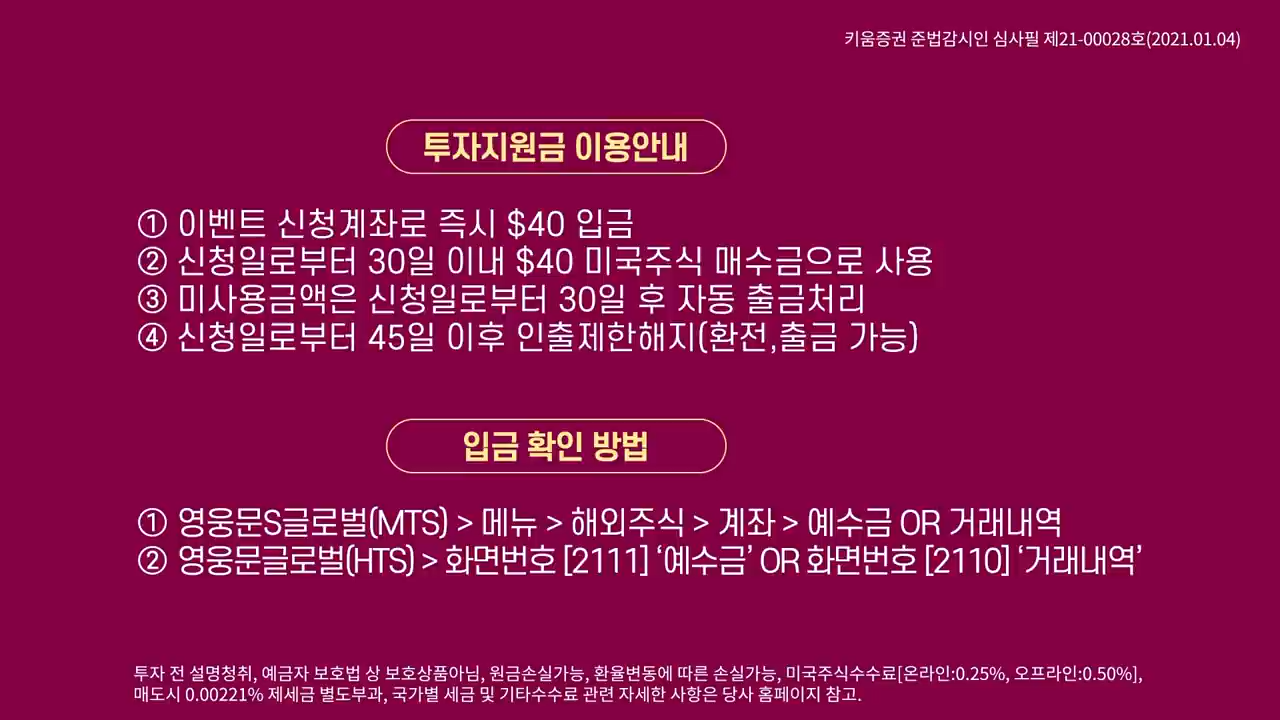 키움증권 준법감시인 심사필 제21-00028호(2021.01.04)
투자지원금 이용안내
① 이벤트 신청계좌로 즉시 $40 입금
② 신청일로부터 30일 이내 $40 미국주식 매수금으로 사용
③ 미사용금액은 신청일로부터 30일 후 자동 출금처리
④ 신청일로부터 45일 이후 인출제한해지(환전,출금 가능)
입금 확인 방법
① 영웅문S글로벌(MTS) > 메뉴 > 해외주식 > 계좌 > 예수금 OR 거래내역
② 영웅문글로벌(HTS) > 화면번호 [2111] ‘예수금’ OR 화면번호 [2110] ‘거래내역’
투자 전 설명청취, 예금자 보호법 상 보호상품아님, 원금손실가능, 환율변동에 따른 손실가능, 미국주식수수료[온라인:0.25%, 오프라인:0.50%],
매도시 0.00221% 제세금 별도부과, 국가별 세금 및 기타수수료 관련 자세한 사항은 당사 홈페이지 참고.